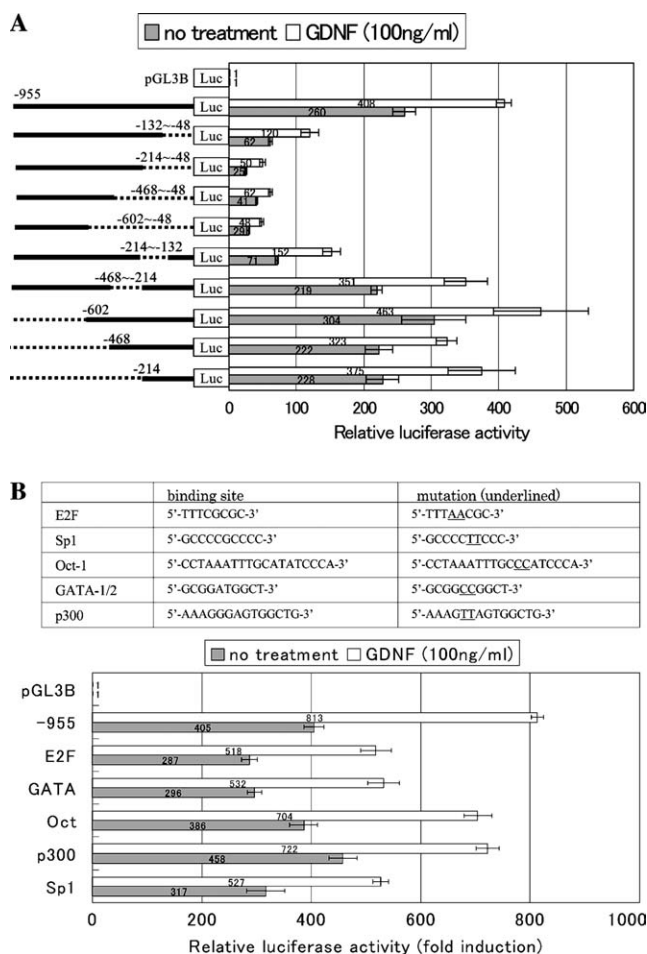 A
no treatment GDNF (100ng/ml)
pGL3B Luc 1
1
-955 Luc 408
260
-132~-48 Luc 120
62
-214~-48 Luc 50
25
-468~-48 Luc 62
41
-602~-48 Luc 48
29
-214~-132 Luc 152
71
-468~-214 Luc 351
219
-602 Luc 463
304
-468 Luc 323
222
-214 Luc 375
228
0 100 200 300 400 500 600
Relative luciferase activity
B
binding site mutation (underlined)
E2F 5'-TTTCGCGC-3' 5'-TTTAACGC-3'
Sp1 5'-GCCCCGCCCC-3' 5'-GCCCCTTCCC-3'
Oct-1 5'-CCTAAATTTGCATATCCCA-3' 5'-CCTAAATTTGCCCATCCCA-3'
GATA-1/2 5'-GCGGATGGCT-3' 5'-GCGGCCGGCT-3'
p300 5'-AAAGGGAGTGGCTG-3' 5'-AAAGTTAGTGGCTG-3'
no treatment GDNF (100ng/ml)
pGL3B 1
1
-955 813
405
E2F 518
287
GATA 532
296
Oct 704
386
p300 722
458
Sp1 527
317
0 200 400 600 800 1000
Relative luciferase activity (fold induction)